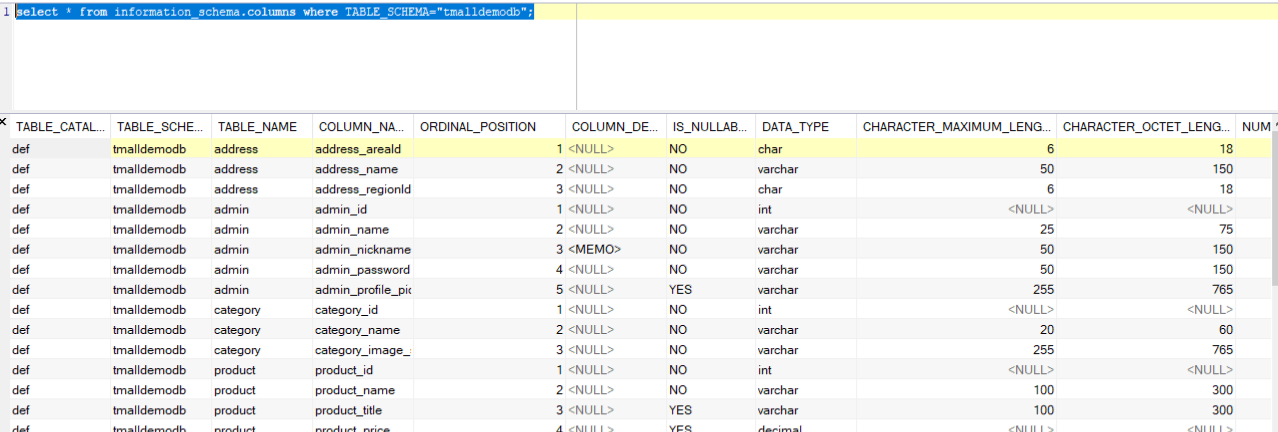 1 select * from information_schema.columns where TABLE_SCHEMA="tmalldemodb";
TABLE_CATAL... TABLE_SCHE... TABLE_NAME COLUMN_NA... ORDINAL_POSITION COLUMN_DE... IS_NULLAB... DATA_TYPE CHARACTER_MAXIMUM_LENG... CHARACTER_OCTET_LENG... NUM
def tmalldemodb address address_areaId 1 <NULL> NO char 6 18
def tmalldemodb address address_name 2 <NULL> NO varchar 50 150
def tmalldemodb address address_regionId 3 <NULL> NO char 6 18
def tmalldemodb admin admin_id 1 <NULL> NO int <NULL> <NULL>
def tmalldemodb admin admin_name 2 <NULL> NO varchar 25 75
def tmalldemodb admin admin_nickname 3 <MEMO> NO varchar 50 150
def tmalldemodb admin admin_password 4 <NULL> NO varchar 50 150
def tmalldemodb admin admin_profile_pic 5 <NULL> YES varchar 255 765
def tmalldemodb category category_id 1 <NULL> NO int <NULL> <NULL>
def tmalldemodb category category_name 2 <NULL> NO varchar 20 60
def tmalldemodb category category_image_ 3 <NULL> NO varchar 255 765
def tmalldemodb product product_id 1 <NULL> NO int <NULL> <NULL>
def tmalldemodb product product_name 2 <NULL> NO varchar 100 300
def tmalldemodb product product_title 3 <NULL> YES varchar 100 300
def tmalldemodb product product_price 4 <NULL> YES decimal <NULL> <NULL>